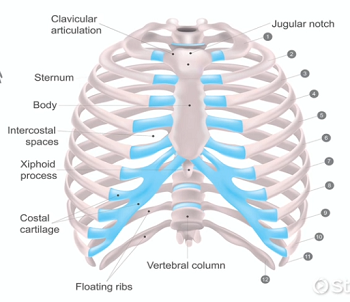 Clavicular
articulation
Jugular notch
1
2
Sternum
3
Body
4
5
Intercostal
spaces
6
Xiphoid
process
7
8
Costal
cartilage
9
10
Vertebral column
11
Floating ribs
12
St